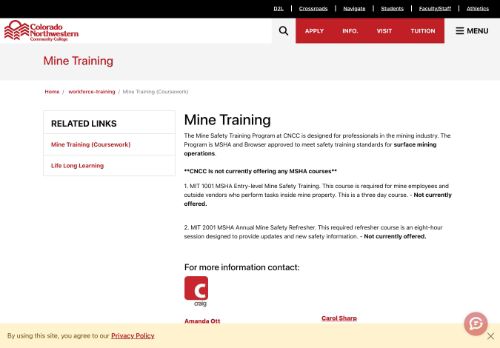 D2L
Crossroads
Navigate
Students
Faculty/Staff
Athletics
Colorado
Northwestern
Community College
APPLY
INFO.
VISIT
TUITION
MENU
Mine Training
Home / workforce-training / Mine Training (Coursework)
RELATED LINKS
Mine Training (Coursework)
Life Long Learning
Mine Training
The Mine Safety Training Program at CNCC is designed for professionals in the mining industry. The
Program is MSHA and Browser approved to meet safety training standards for surface mining
operations.
**CNCC Is not currently offering any MSHA courses**
1. MIT 1001 MSHA Entry-level Mine Safety Training. This course is required for mine employees and
outside vendors who perform tasks inside mine property. This is a three day course. - Not currently
offered.
2. MIT 2001 MSHA Annual Mine Safety Refresher. This required refresher course is an eight-hour
session designed to provide updates and new safety information. - Not currently offered.
For more information contact:
craig
Amanda Ott
Carol Sharp
By using this site, you agree to our Privacy Policy